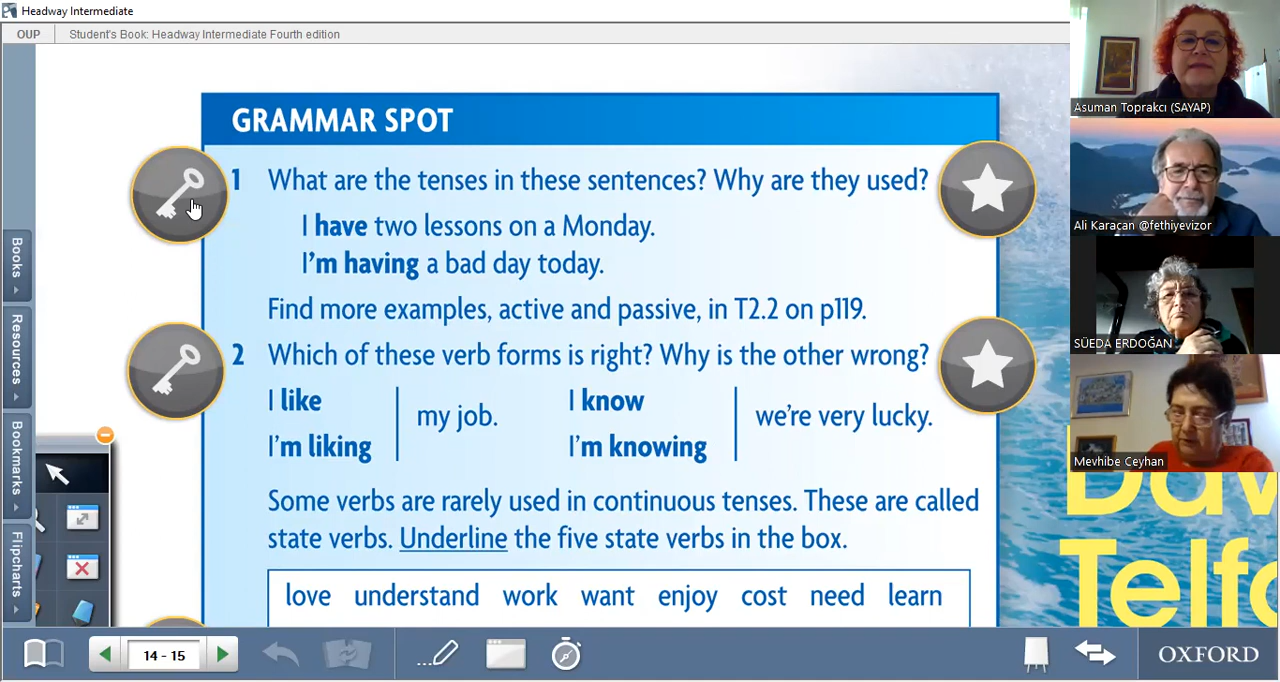 Headway Intermediate
OUP
Student's Book: Headway Intermediate Fourth edition
GRAMMAR SPOT
1 What are the tenses in these sentences? Why are they used?
I have two lessons on a Monday.
I'm having a bad day today.
Find more examples, active and passive, in T2.2 on p119.
2 Which of these verb forms is right? Why is the other wrong?
I like
I'm liking
my job.
I know
I'm knowing
we're very lucky.
Some verbs are rarely used in continuous tenses. These are called
state verbs. Underline the five state verbs in the box.
love understand work want enjoy cost need learn
Books
Resources
Bookmarks
Flipcharts
14 - 15
OXFORD
Asuman Toprakcı (SAYAP)
Ali Karaçan @fethiyevizor
SÜEDA ERDOĞAN
Mevhibe Ceyhan